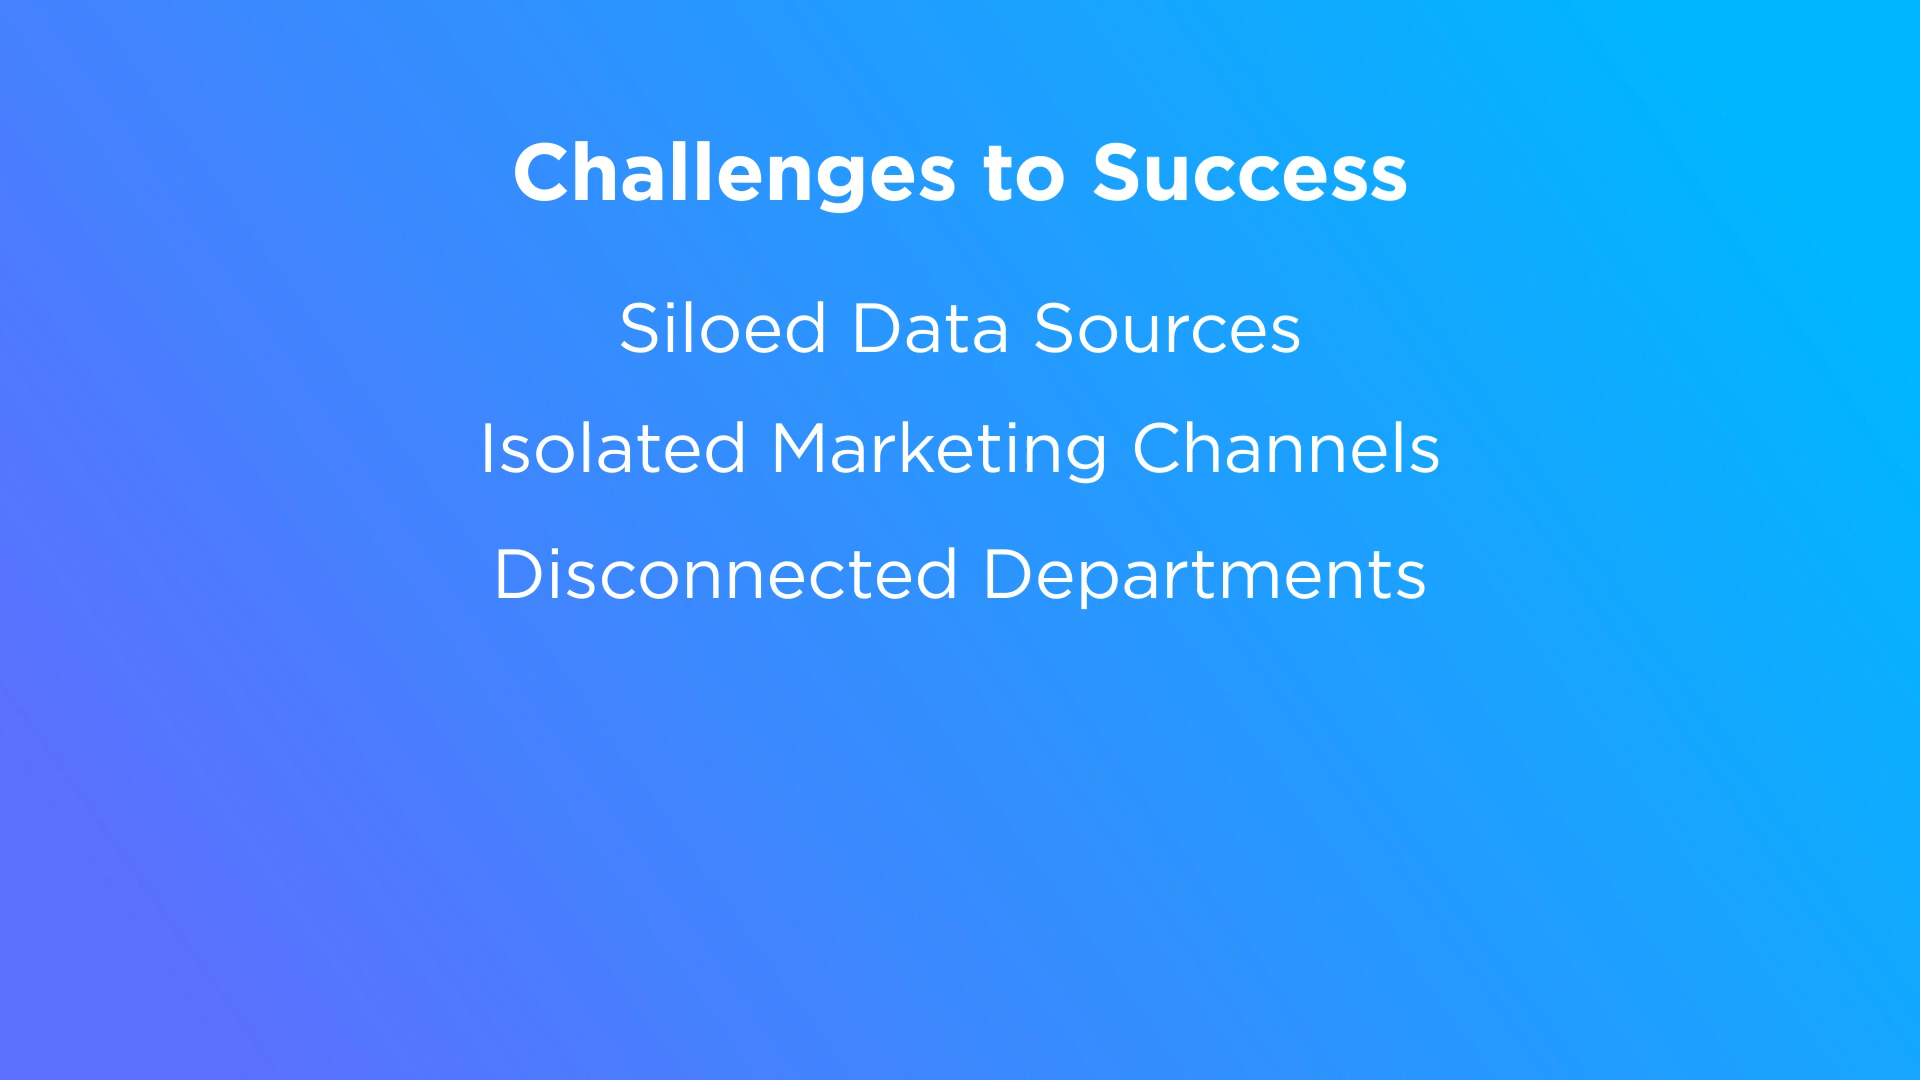 Challenges to Success
Siloed Data Sources
Isolated Marketing Channels
Disconnected Departments